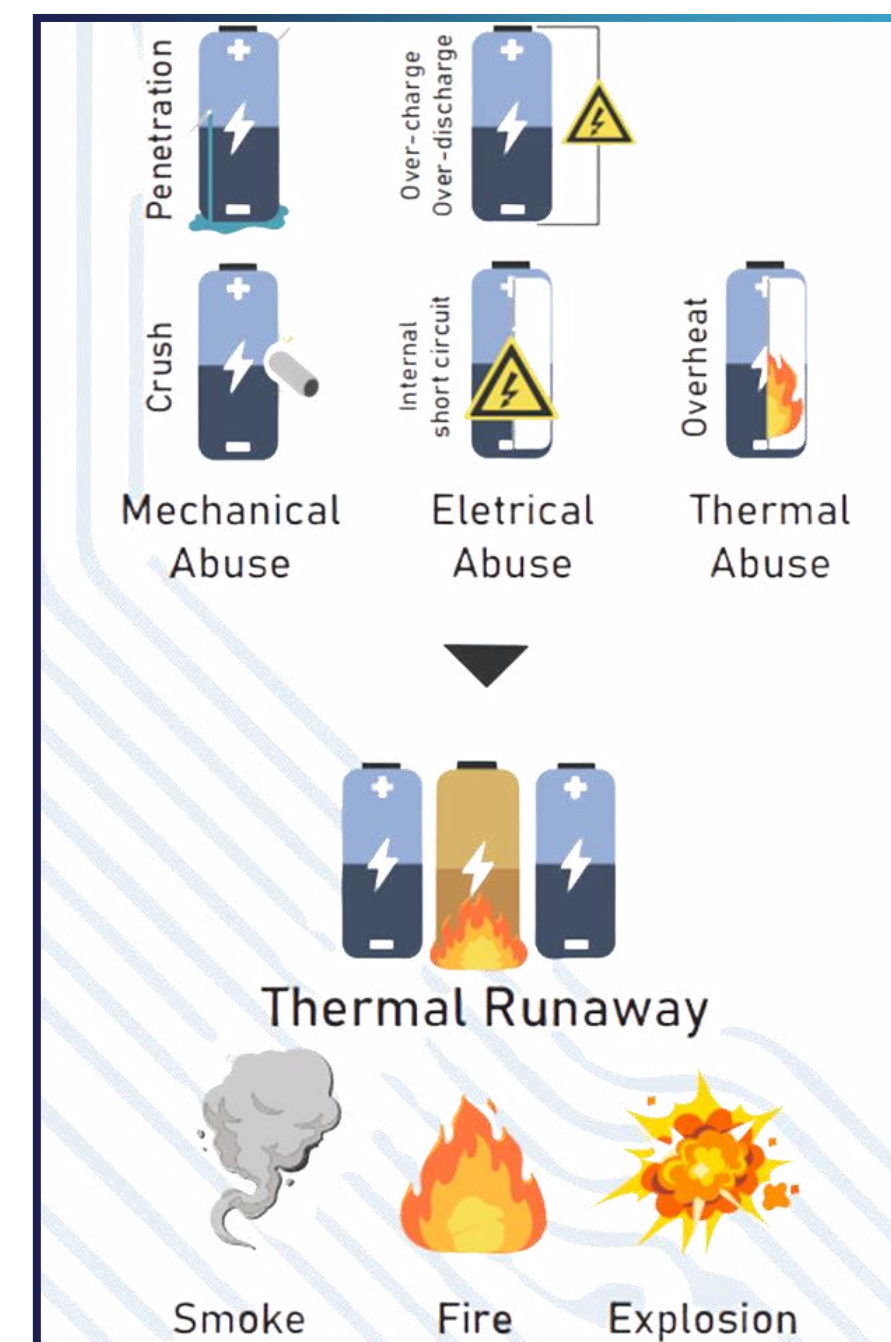 Penetration
Over-charge
Over-discharge
Crush
Internal
short circuit
Overheat
Mechanical
Abuse
Eletrical
Abuse
Thermal
Abuse
Thermal Runaway
Smoke
Fire
Explosion